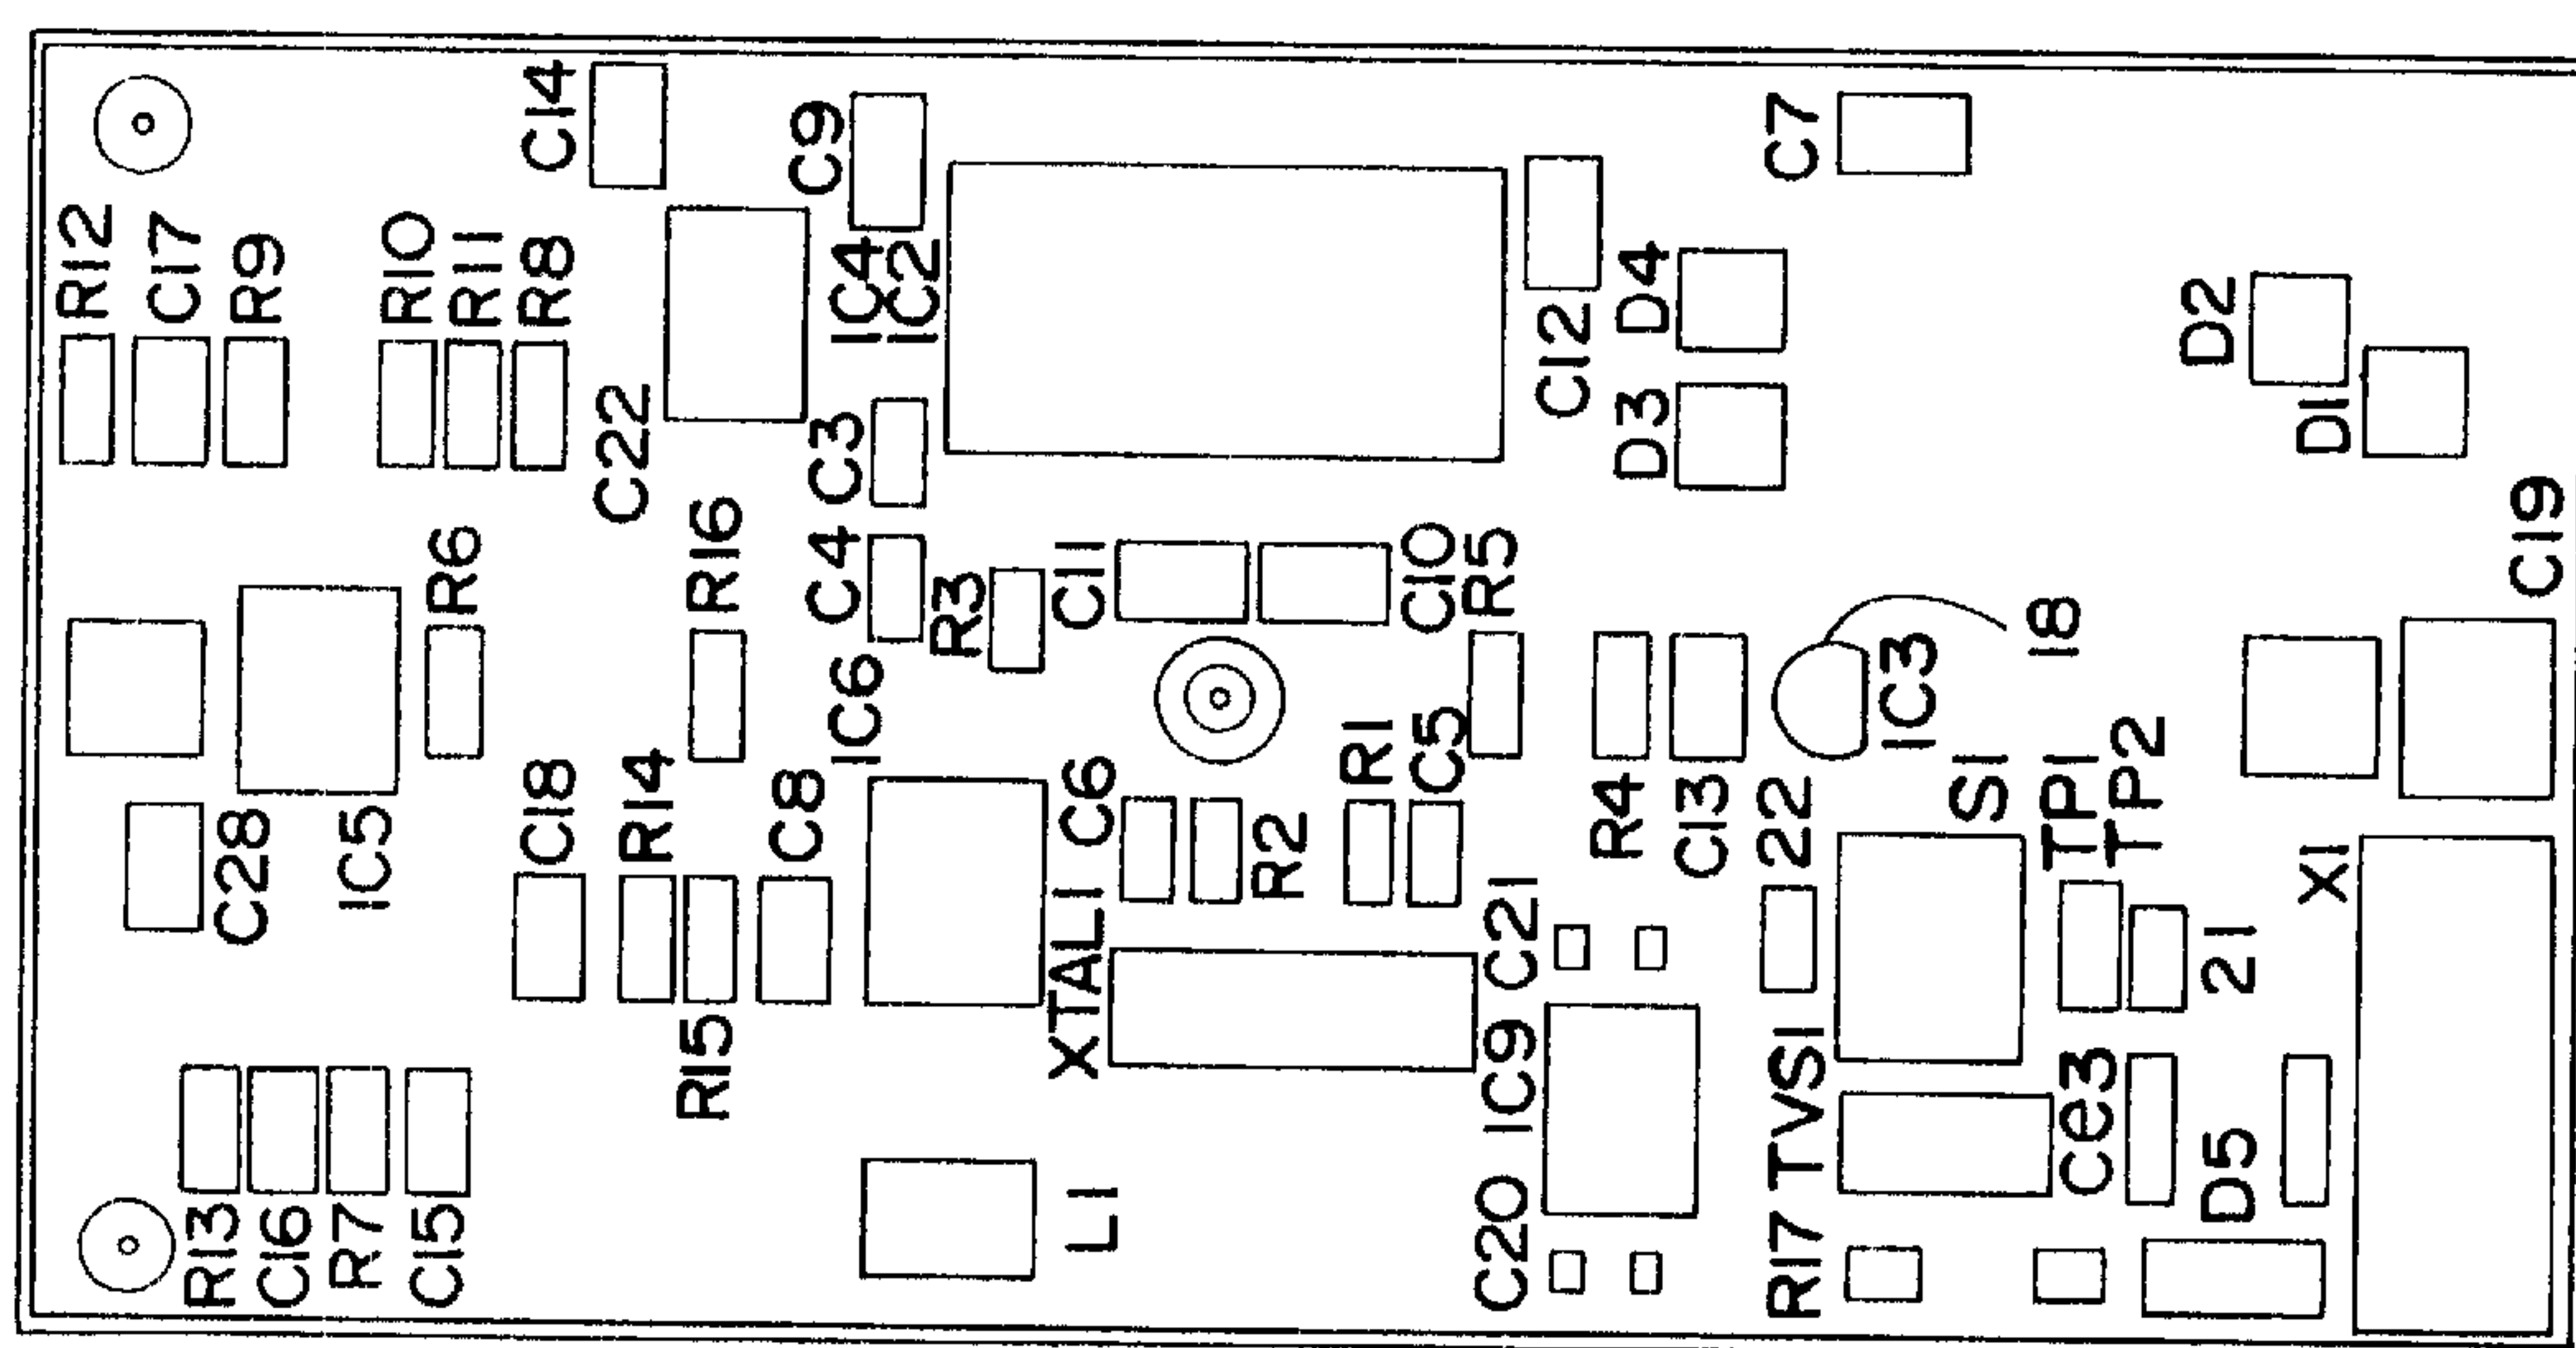 C14
C9
C7
R12
C17
R9
R10
R11
R8
IC4
IC2
D4
D2
C12
C22
C3
D3
D1
C19
R6
R16
C4
R3
C11
C10
R5
18
IC6
IC3
C28
IC5
C18
R14
C8
C6
R2
R1
C5
R4
C13
22
S1
TP1
TP2
X1
XTAL1
C21
21
R15
IC9
TVS1
Ce3
D5
R13
C16
R7
C15
L1
C20
R17